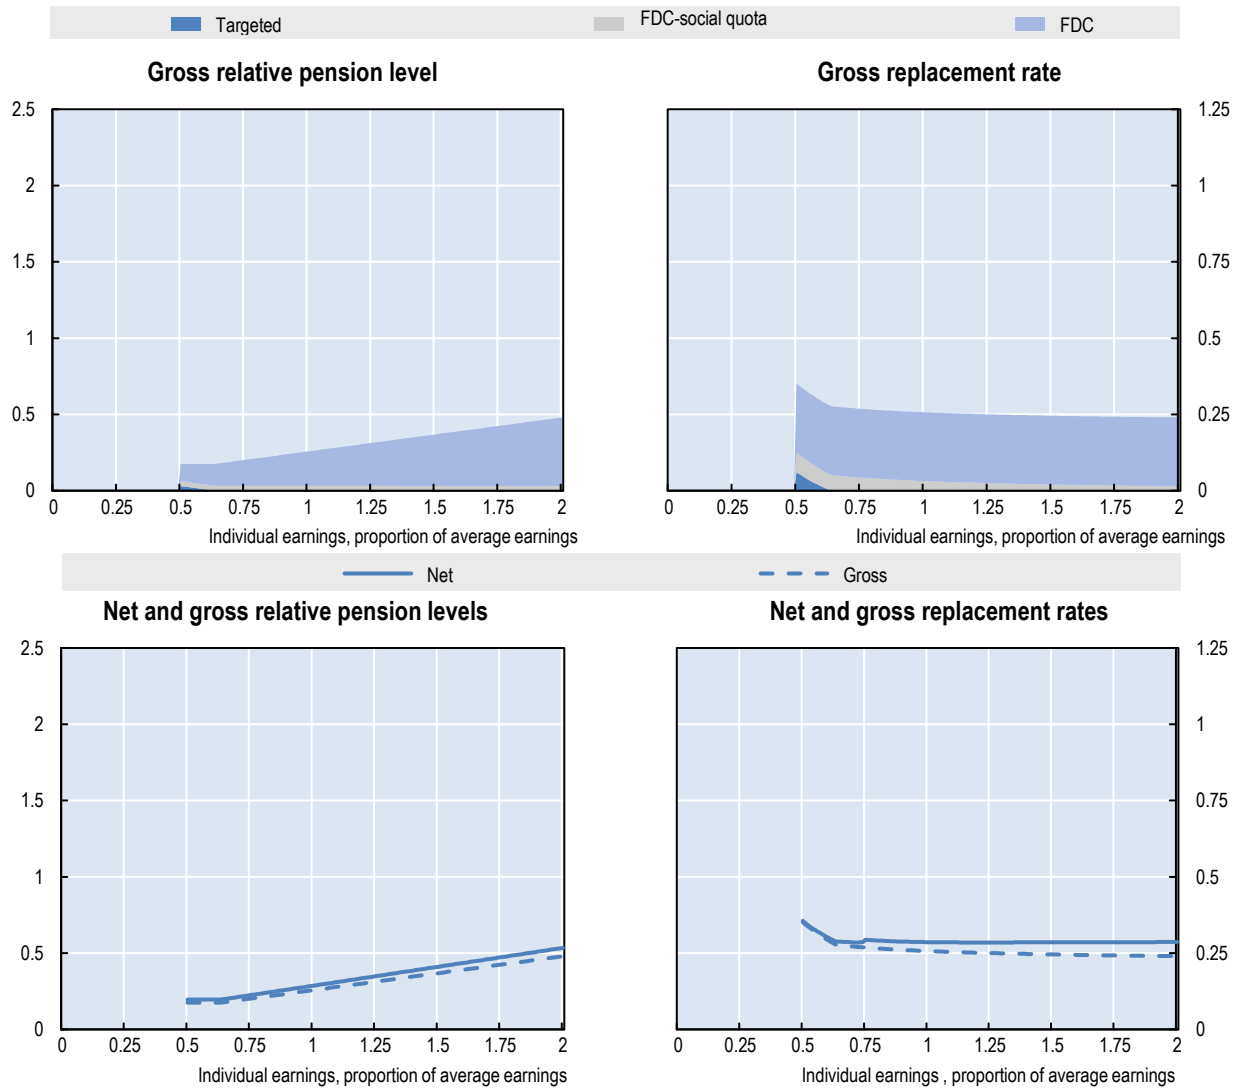 Targeted FDC-social quota FDC
Gross relative pension level Gross replacement rate
2.5 1.25
2 1
1.5 0.75
1 0.5
0.5 0.25
0 0
0 0.25 0.5 0.75 1 1.25 1.5 1.75 2 0 0.25 0.5 0.75 1 1.25 1.5 1.75 2
Individual earnings, proportion of average earnings Individual earnings, proportion of average earnings
Net Gross
Net and gross relative pension levels Net and gross replacement rates
2.5 1.25
2 1
1.5 0.75
1 0.5
0.5 0.25
0 0
0 0.25 0.5 0.75 1 1.25 1.5 1.75 2 0 0.25 0.5 0.75 1 1.25 1.5 1.75 2
Individual earnings, proportion of average earnings Individual earnings , proportion of average earnings